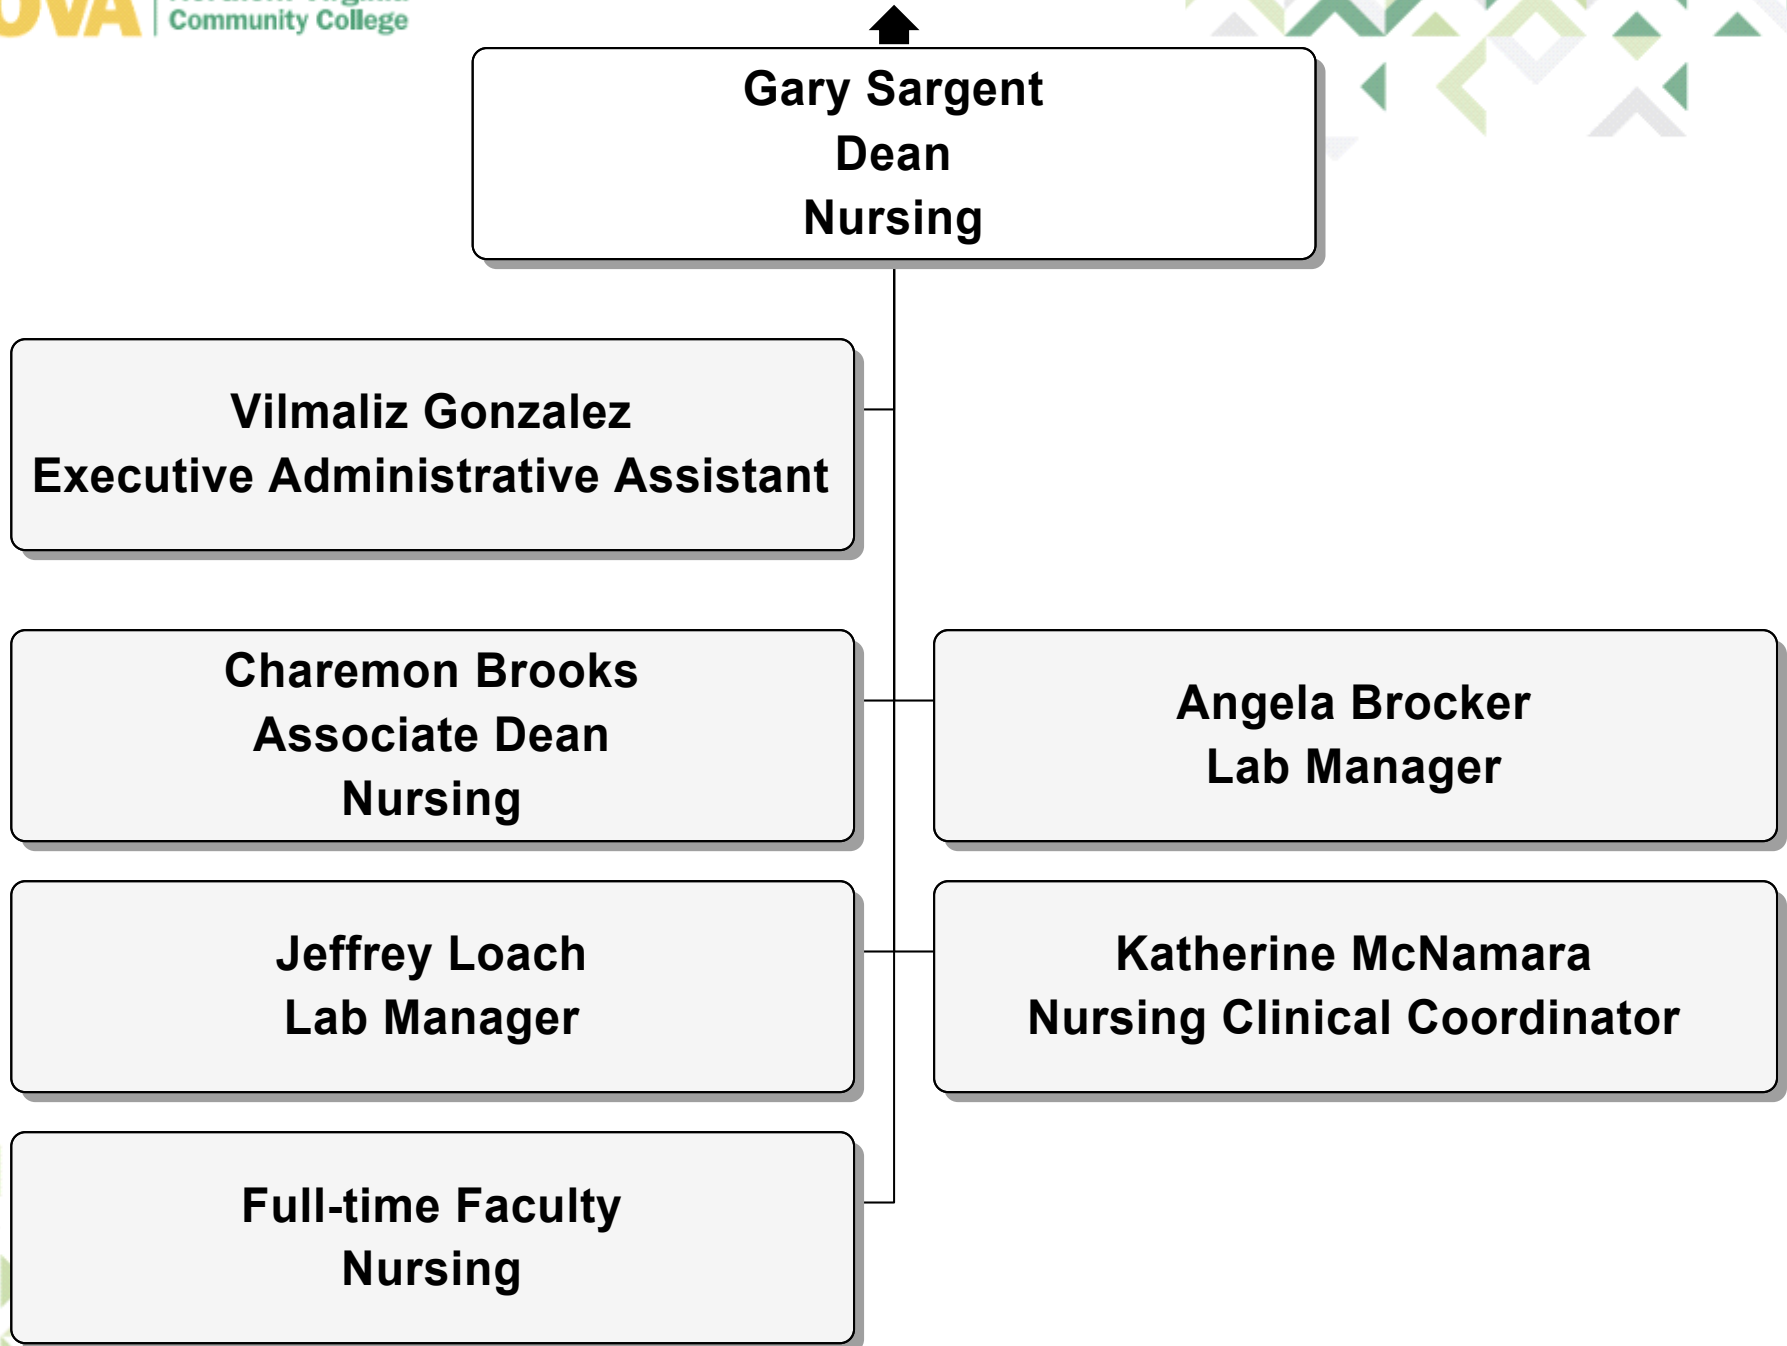 Community College
Gary Sargent
Dean
Nursing
Vilmaliz Gonzalez
Executive Administrative Assistant
Charemon Brooks
Associate Dean
Nursing
Angela Brocker
Lab Manager
Jeffrey Loach
Lab Manager
Katherine McNamara
Nursing Clinical Coordinator
Full-time Faculty
Nursing